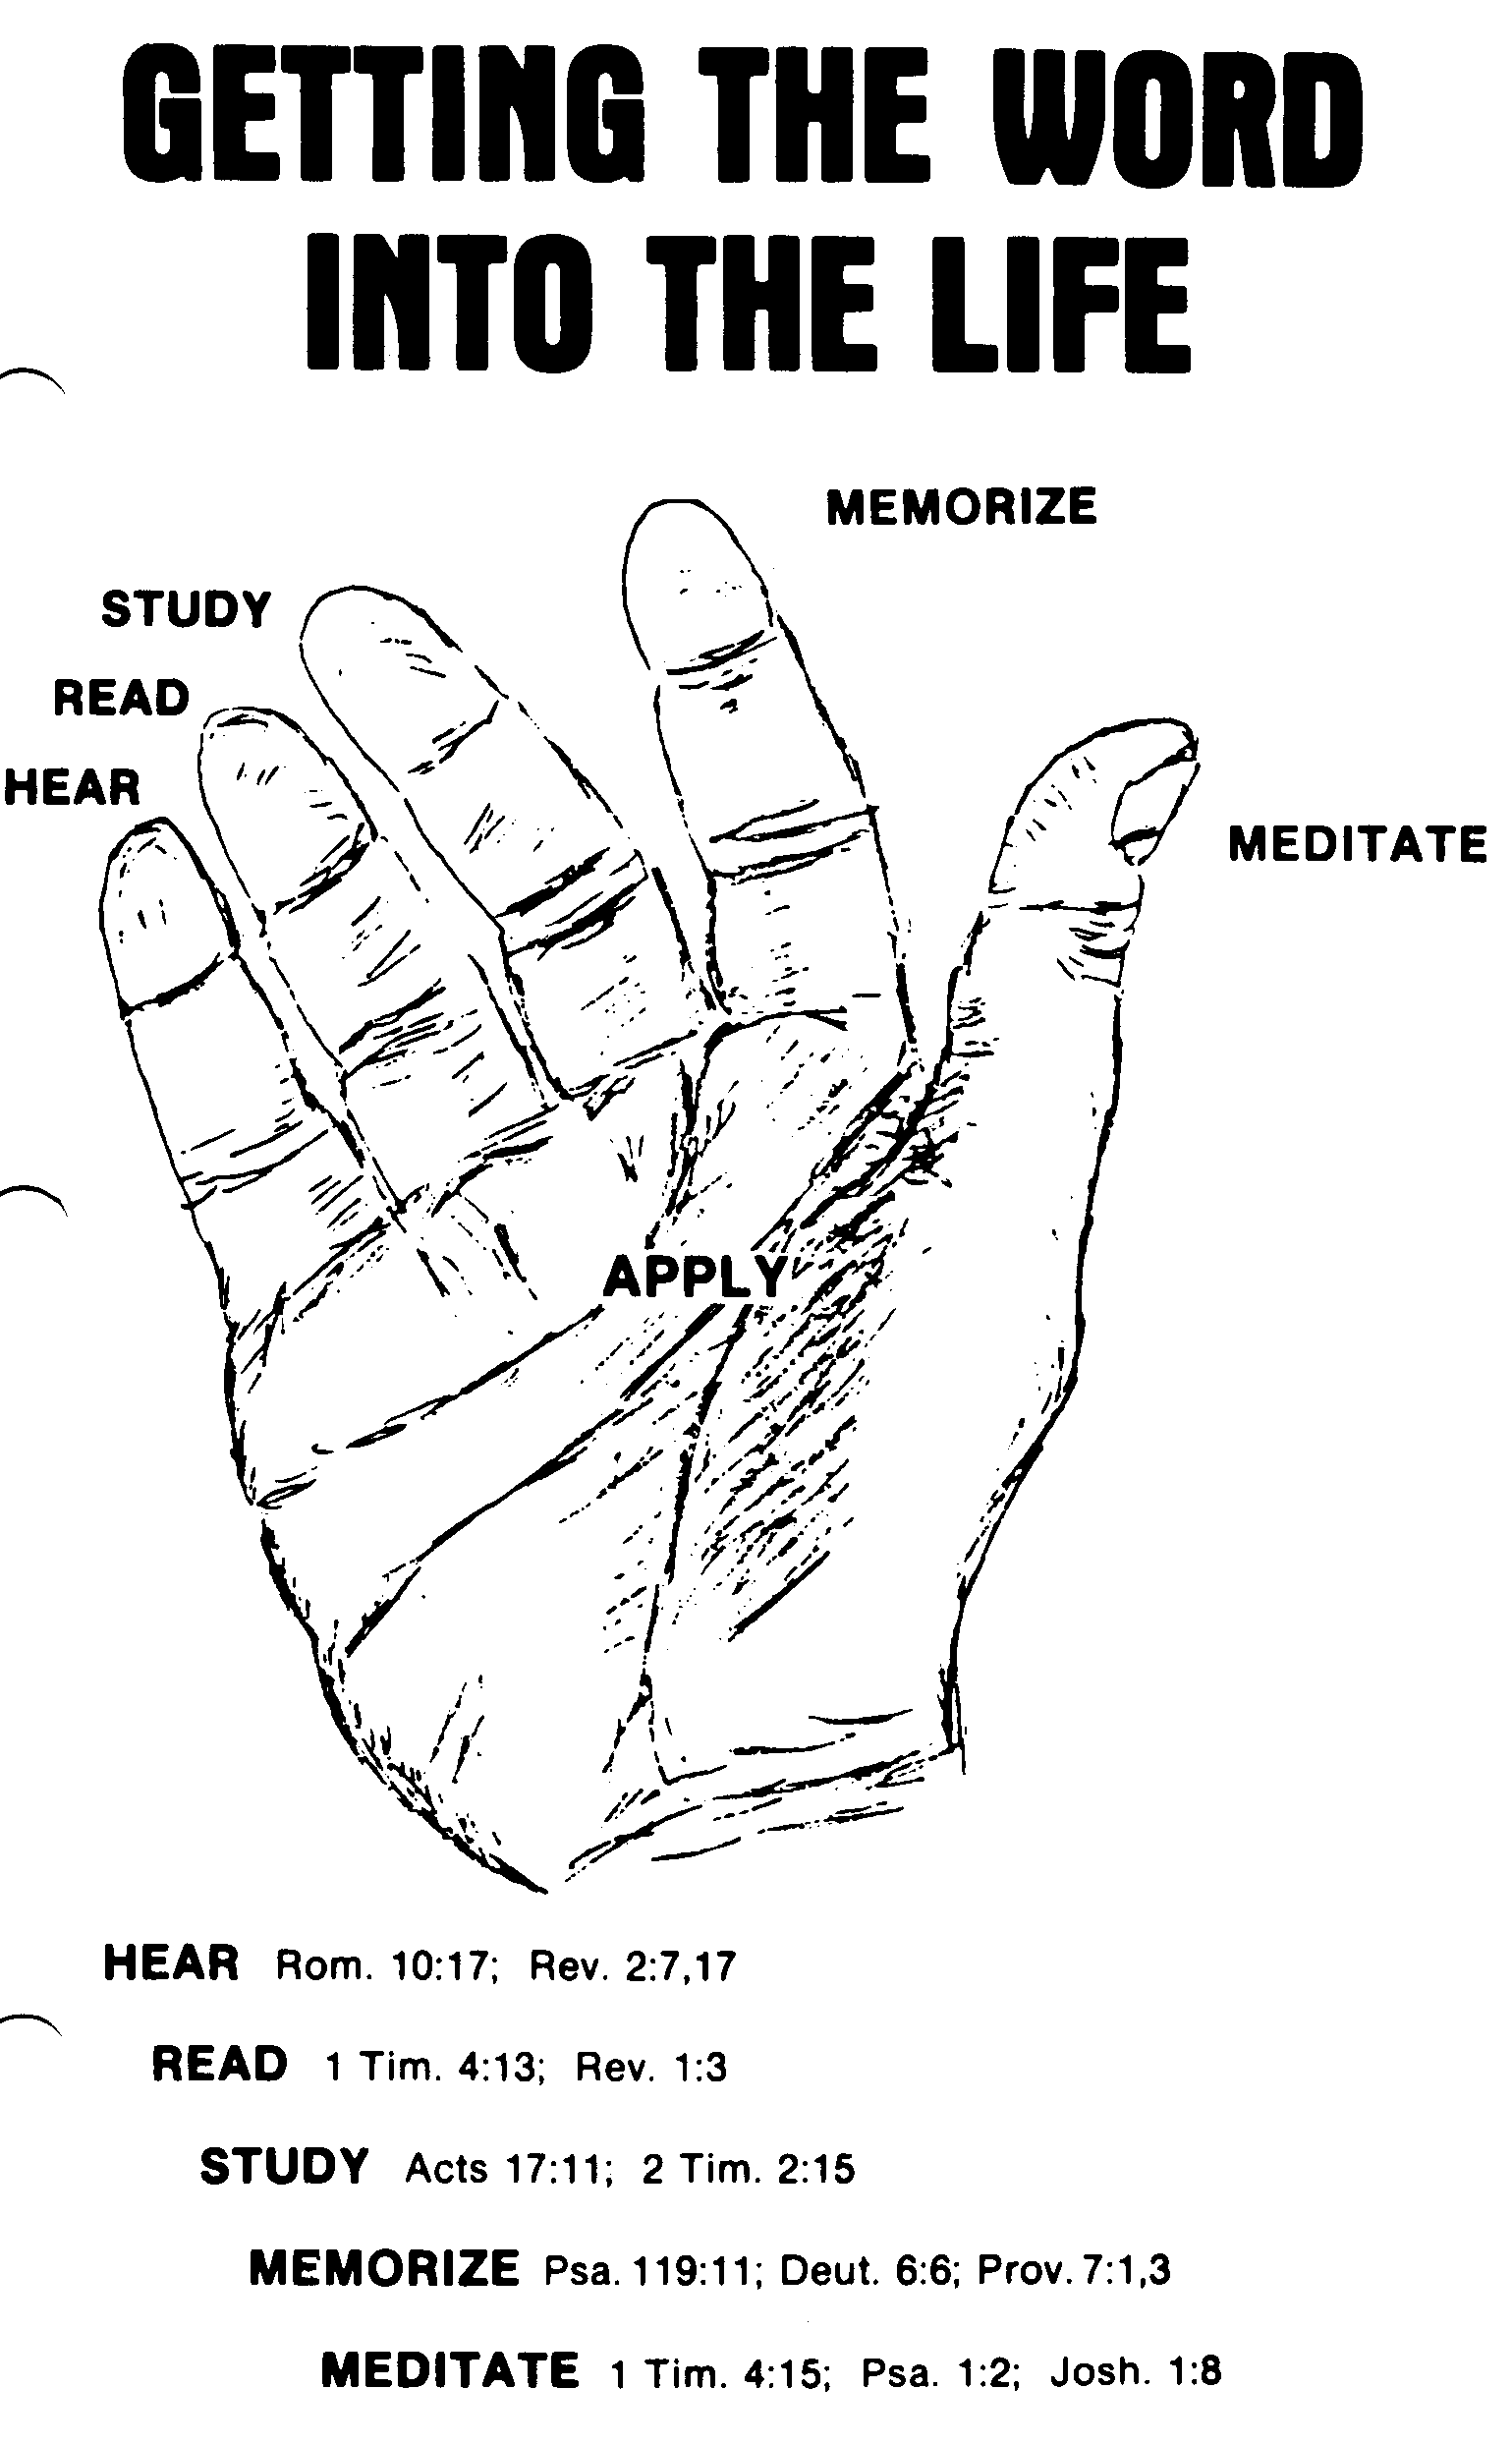 GETTING THE WORD
INTO THE LIFE
MEMORIZE
STUDY
READ
HEAR
MEDITATE
APPLY
HEAR Rom. 10:17; Rev. 2:7,17
READ 1 Tim. 4:13; Rev. 1:3
STUDY Acts 17:11; 2 Tim. 2:15
MEMORIZE Psa. 119:11; Deut. 6:6; Prov. 7:1,3
MEDITATE 1 Tim. 4:15; Psa. 1:2; Josh. 1:8